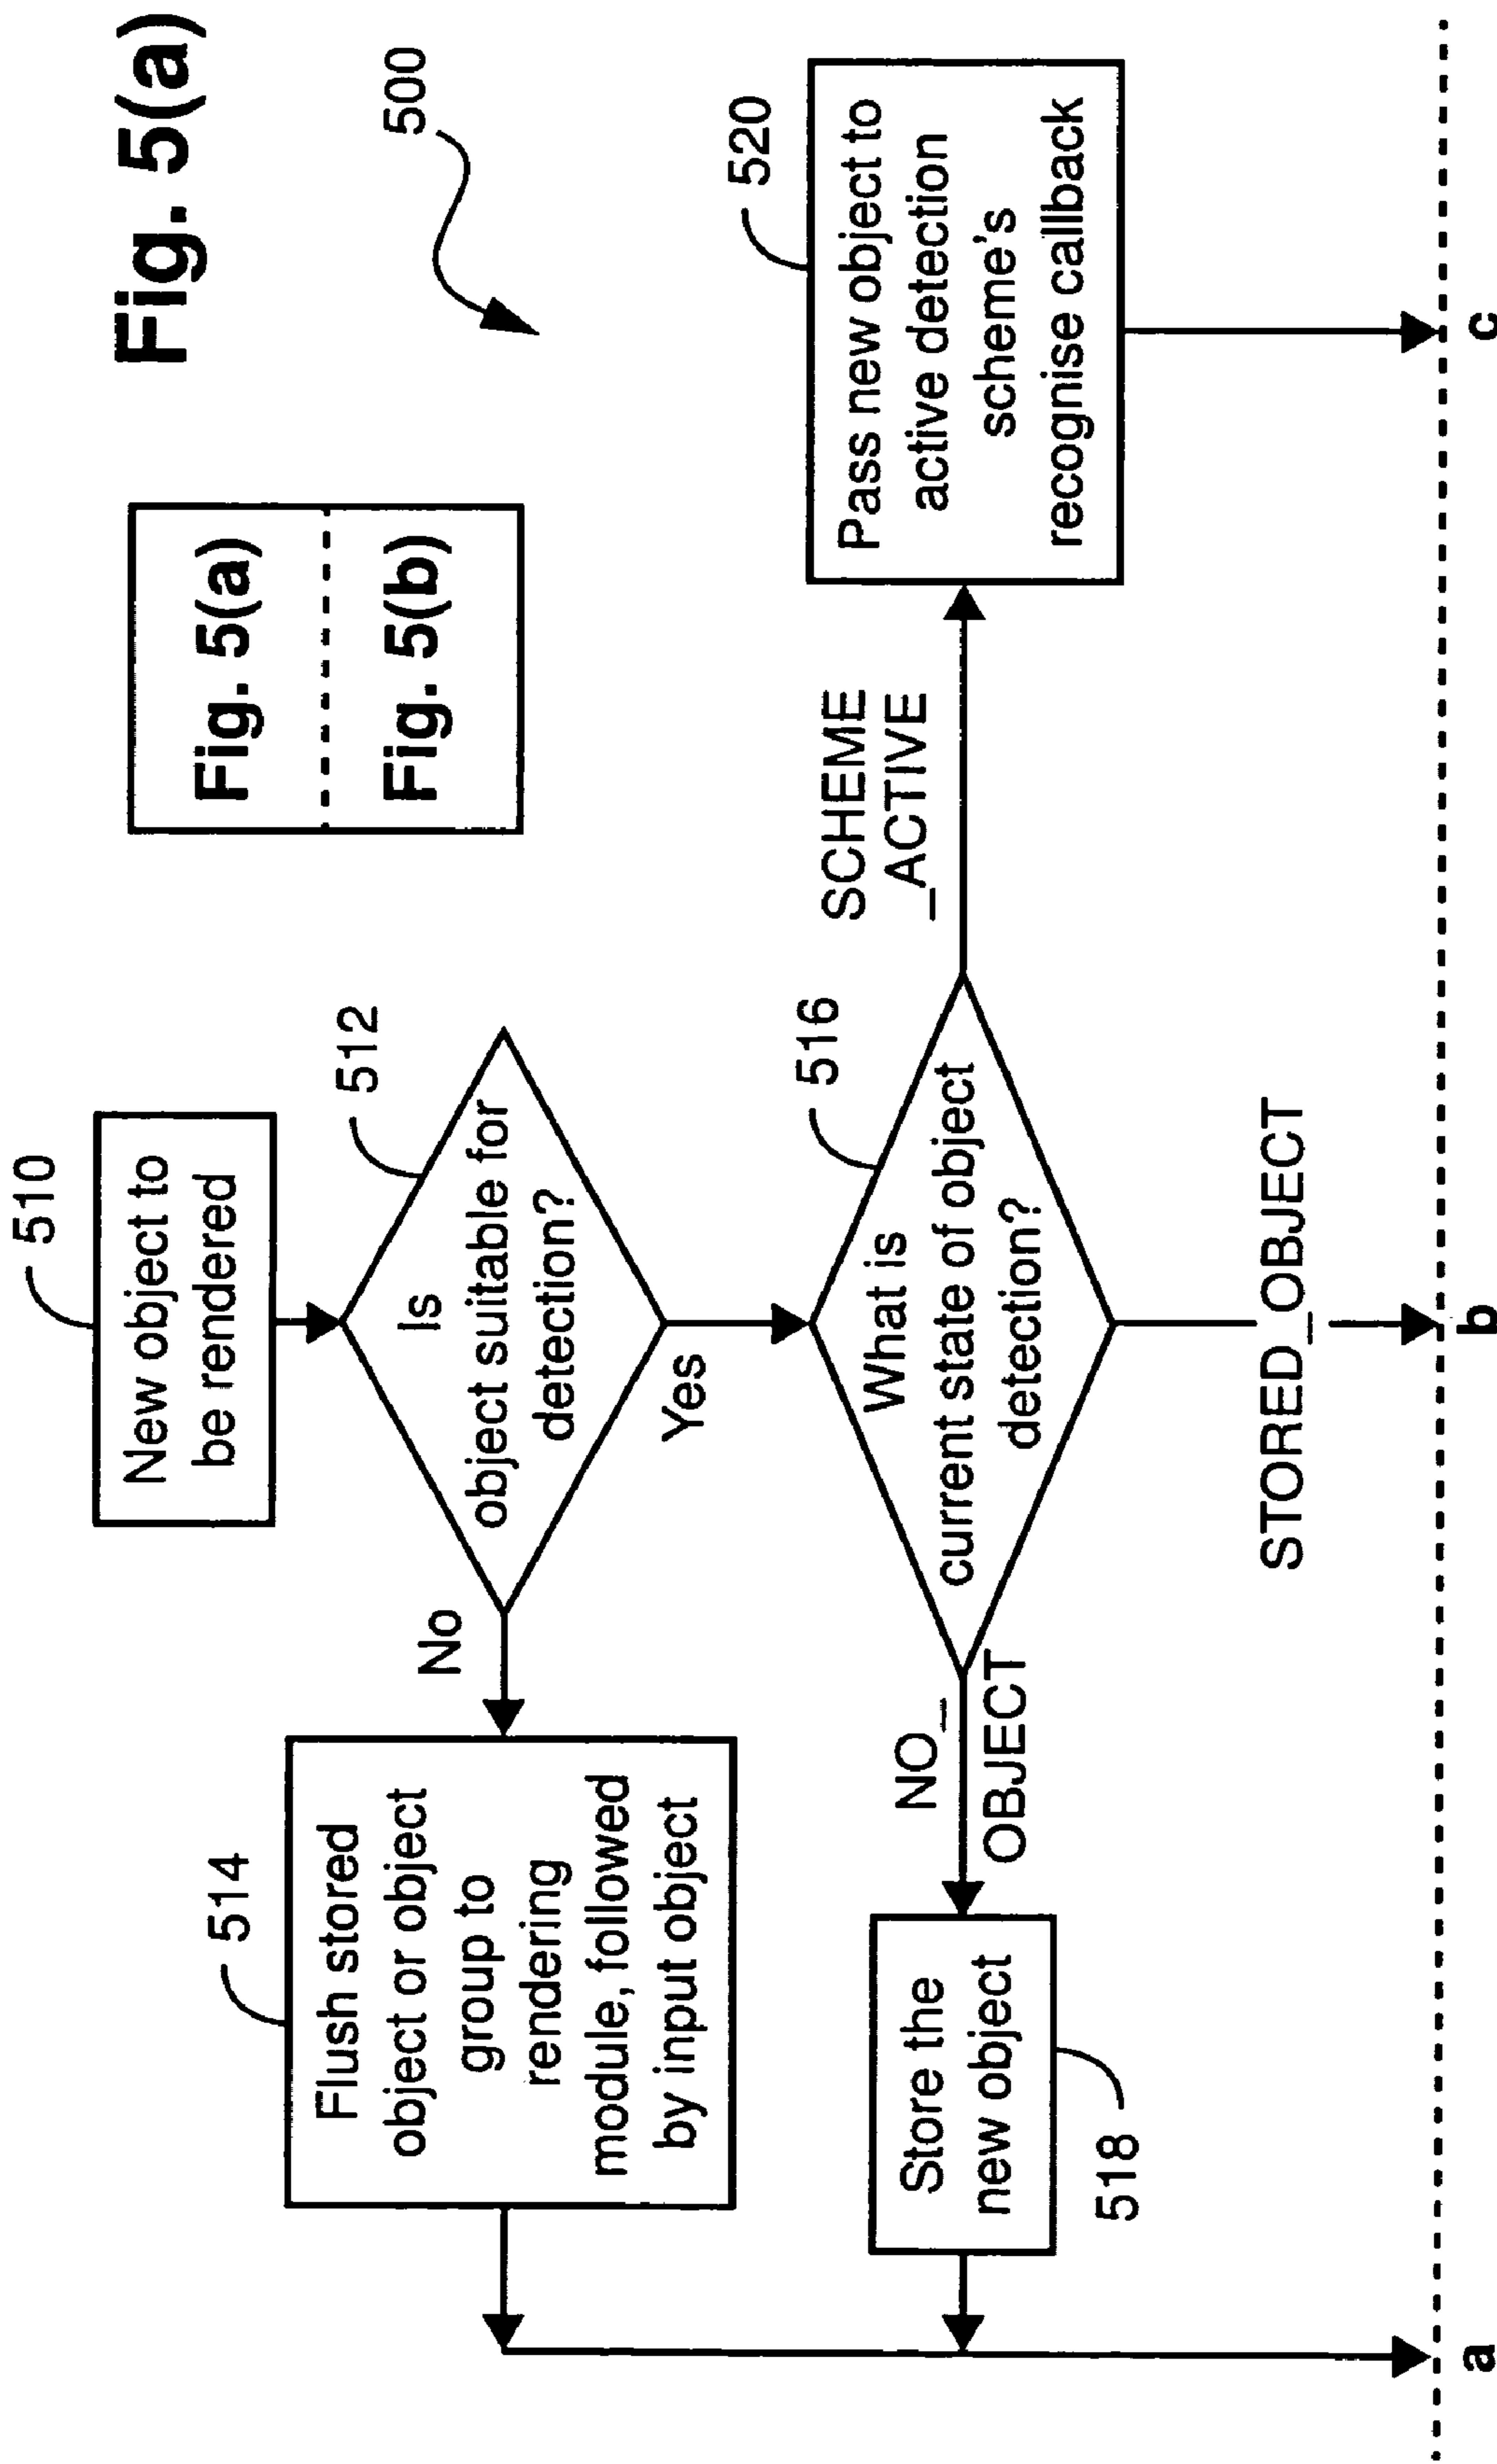 Fig. 5(a)
500
Fig. 5(a)
Fig. 5(b)
510
New object to
be rendered
512
Is
object suitable for
detection?
No
Yes
514
Flush stored
object or object
group to
rendering
module, followed
by input object
516
What is
current state of object
detection?
NO_
OBJECT
SCHEME
_ACTIVE
STORED_OBJECT
518
Store the
new object
520
Pass new object to
active detection
scheme's
recognise callback
a
b
c